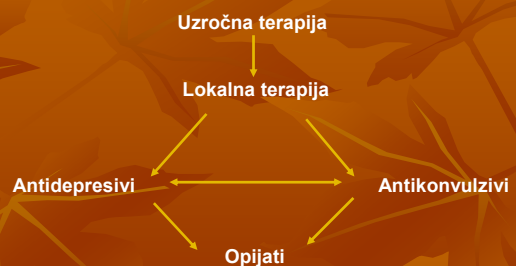 Uzročna terapija
Lokalna terapija
Antidepresivi Antikonvulzivi
Opijati